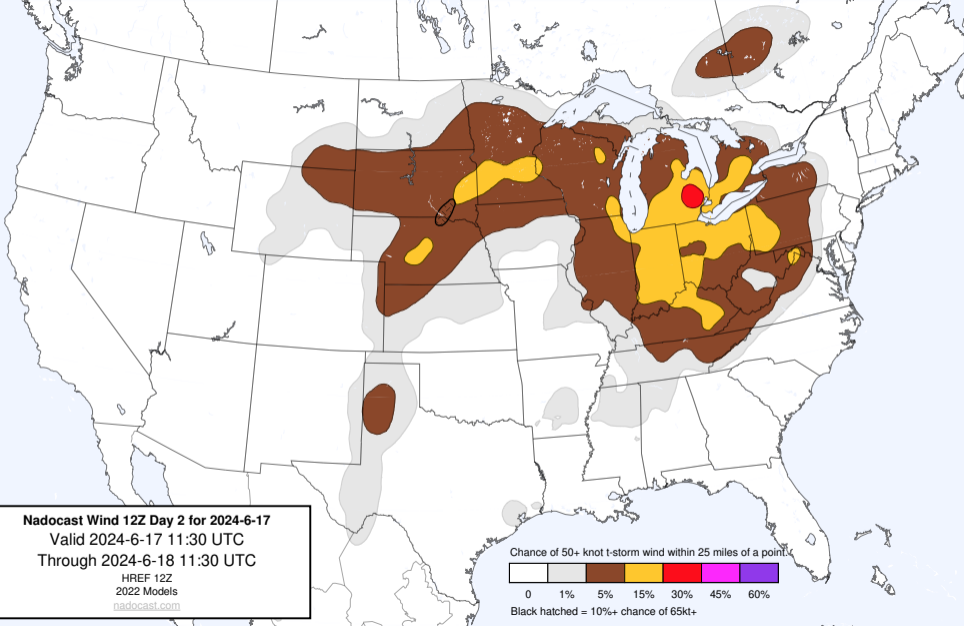 Nadocast Wind 12Z Day 2 for 2024-6-17
Valid 2024-6-17 11:30 UTC
Through 2024-6-18 11:30 UTC
HREF 12Z
2022 Models
nadocast.com
Chance of 50+ knot t-storm wind within 25 miles of a point.
0 1% 5% 15% 30% 45% 60%
Black hatched = 10%+ chance of 65kt+